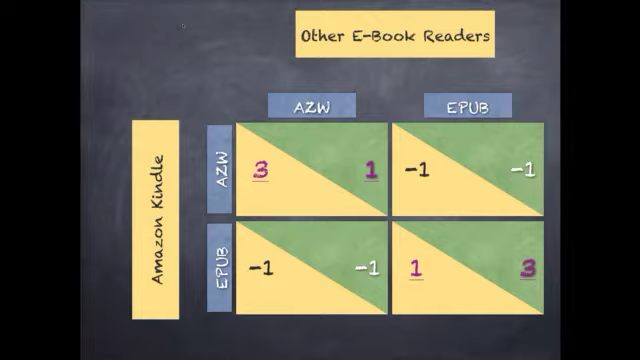 Other E-Book Readers
AZW EPUB
Amazon Kindle
AZW 3 1 -1 -1
EPUB -1 -1 1 3